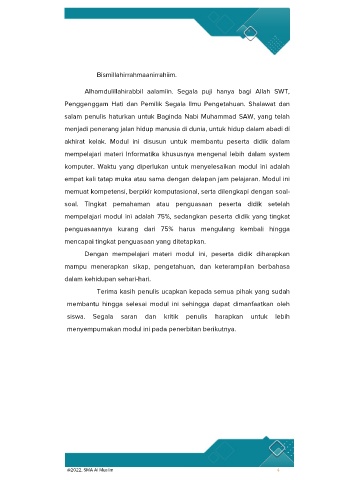 Bismillahirrahmaanirrahiim.
Alhamdulillahirabbil aalamiin. Segala puji hanya bagi Allah SWT,
Penggenggam Hati dan Pemilik Segala Ilmu Pengetahuan. Shalawat dan
salam penulis haturkan untuk Baginda Nabi Muhammad SAW, yang telah
menjadi penerang jalan hidup manusia di dunia, untuk hidup dalam abadi di
akhirat kelak. Modul ini disusun untuk membantu peserta didik dalam
mempelajari materi Informatika khususnya mengenal lebih dalam system
komputer. Waktu yang diperlukan untuk menyelesaikan modul ini adalah
empat kali tatap muka atau sama dengan delapan jam pelajaran. Modul ini
memuat kompetensi, berpikir komputasional, serta dilengkapi dengan soal-
soal. Tingkat pemahaman atau penguasaan peserta didik setelah
mempelajari modul ini adalah 75%, sedangkan peserta didik yang tingkat
penguasaannya kurang dari 75% harus mengulang kembali hingga
mencapai tingkat penguasaan yang ditetapkan.
Dengan mempelajari materi modul ini, peserta didik diharapkan
mampu menerapkan sikap, pengetahuan, dan keterampilan berbahasa
dalam kehidupan sehari-hari.
Terima kasih penulis ucapkan kepada semua pihak yang sudah
membantu hingga selesai modul ini sehingga dapat dimanfaatkan oleh
siswa. Segala saran dan kritik penulis harapkan untuk lebih
menyempurnakan modul ini pada penerbitan berikutnya.
@2022, SMA Al Muslim
i